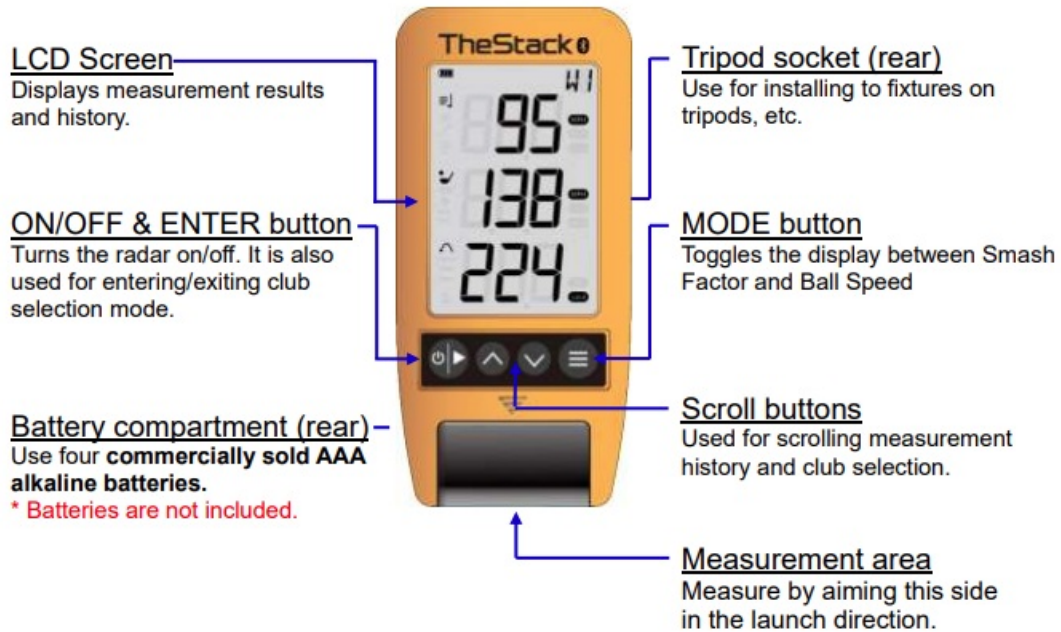 TheStack
W1
95
138
224
LCD Screen
Displays measurement results
and history.
ON/OFF & ENTER button
Turns the radar on/off. It is also
used for entering/exiting club
selection mode.
Battery compartment (rear)
Use four commercially sold AAA
alkaline batteries.
* Batteries are not included.
Tripod socket (rear)
Use for installing to fixtures on
tripods, etc.
MODE button
Toggles the display between Smash
Factor and Ball Speed
Scroll buttons
Used for scrolling measurement
history and club selection.
Measurement area
Measure by aiming this side
in the launch direction.